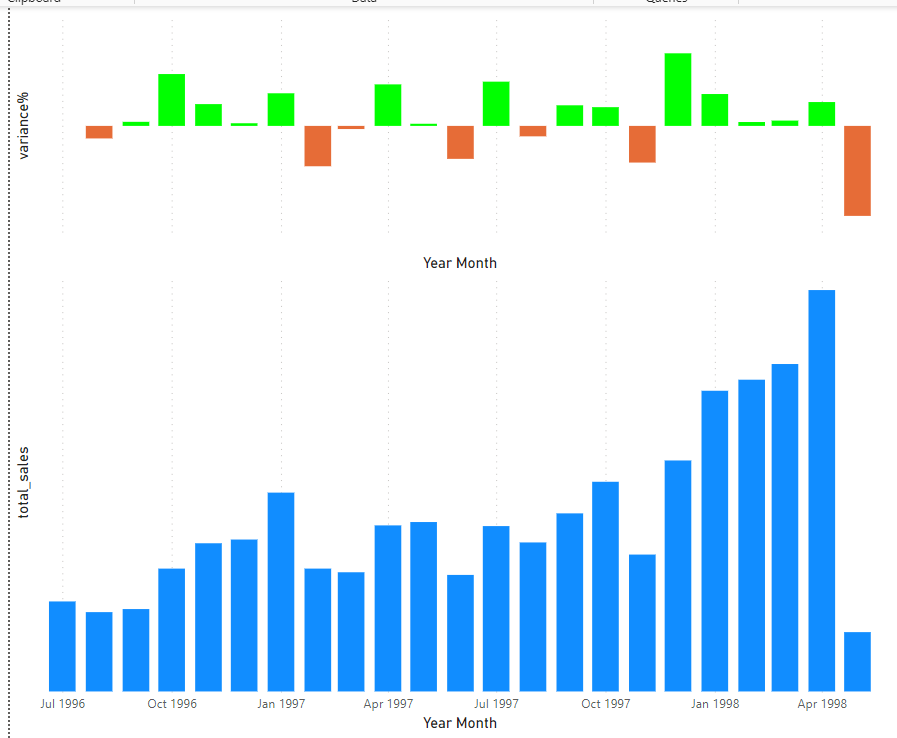 Clipboard Data Queries
variance%
Year Month
total_sales
Jul 1996 Oct 1996 Jan 1997 Apr 1997 Jul 1997 Oct 1997 Jan 1998 Apr 1998
Year Month